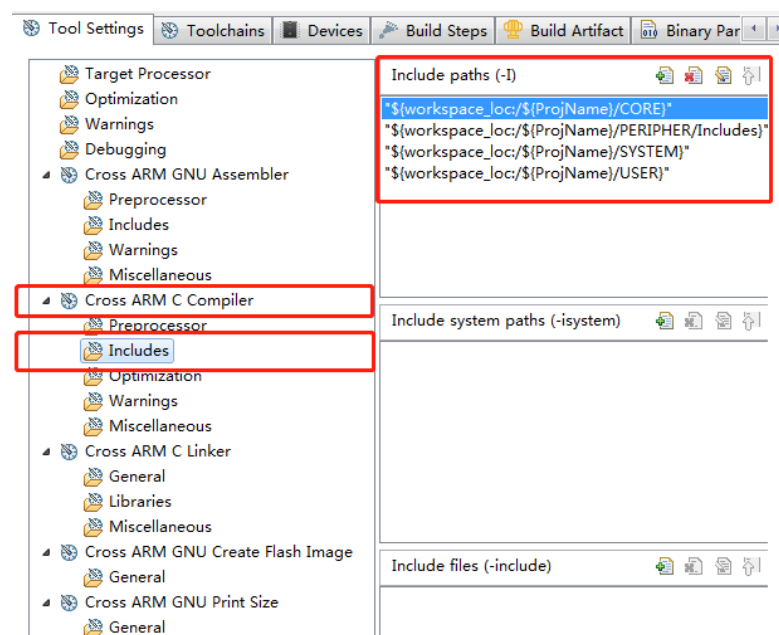 Tool Settings Toolchains Devices Build Steps Build Artifact Binary Par
Target Processor
Optimization
Warnings
Debugging
Cross ARM GNU Assembler
Preprocessor
Includes
Warnings
Miscellaneous
Cross ARM C Compiler
Preprocessor
Includes
Optimization
Warnings
Miscellaneous
Cross ARM C Linker
General
Libraries
Miscellaneous
Cross ARM GNU Create Flash Image
General
Cross ARM GNU Print Size
General
Include paths (-I)
"${workspace_loc:/${ProjName}/CORE}"
"${workspace_loc:/${ProjName}/PERIPHER/Includes}"
"${workspace_loc:/${ProjName}/SYSTEM}"
"${workspace_loc:/${ProjName}/USER}"
Include system paths (-isystem)
Include files (-include)